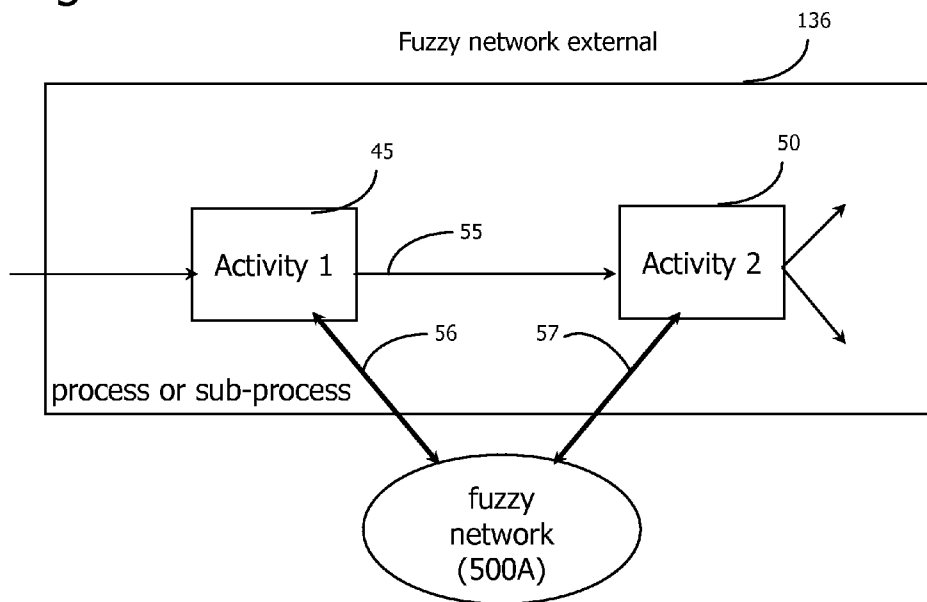 Fuzzy network external
136
45
50
55
Activity 1
Activity 2
56
57
process or sub-process
fuzzy
network
(500A)